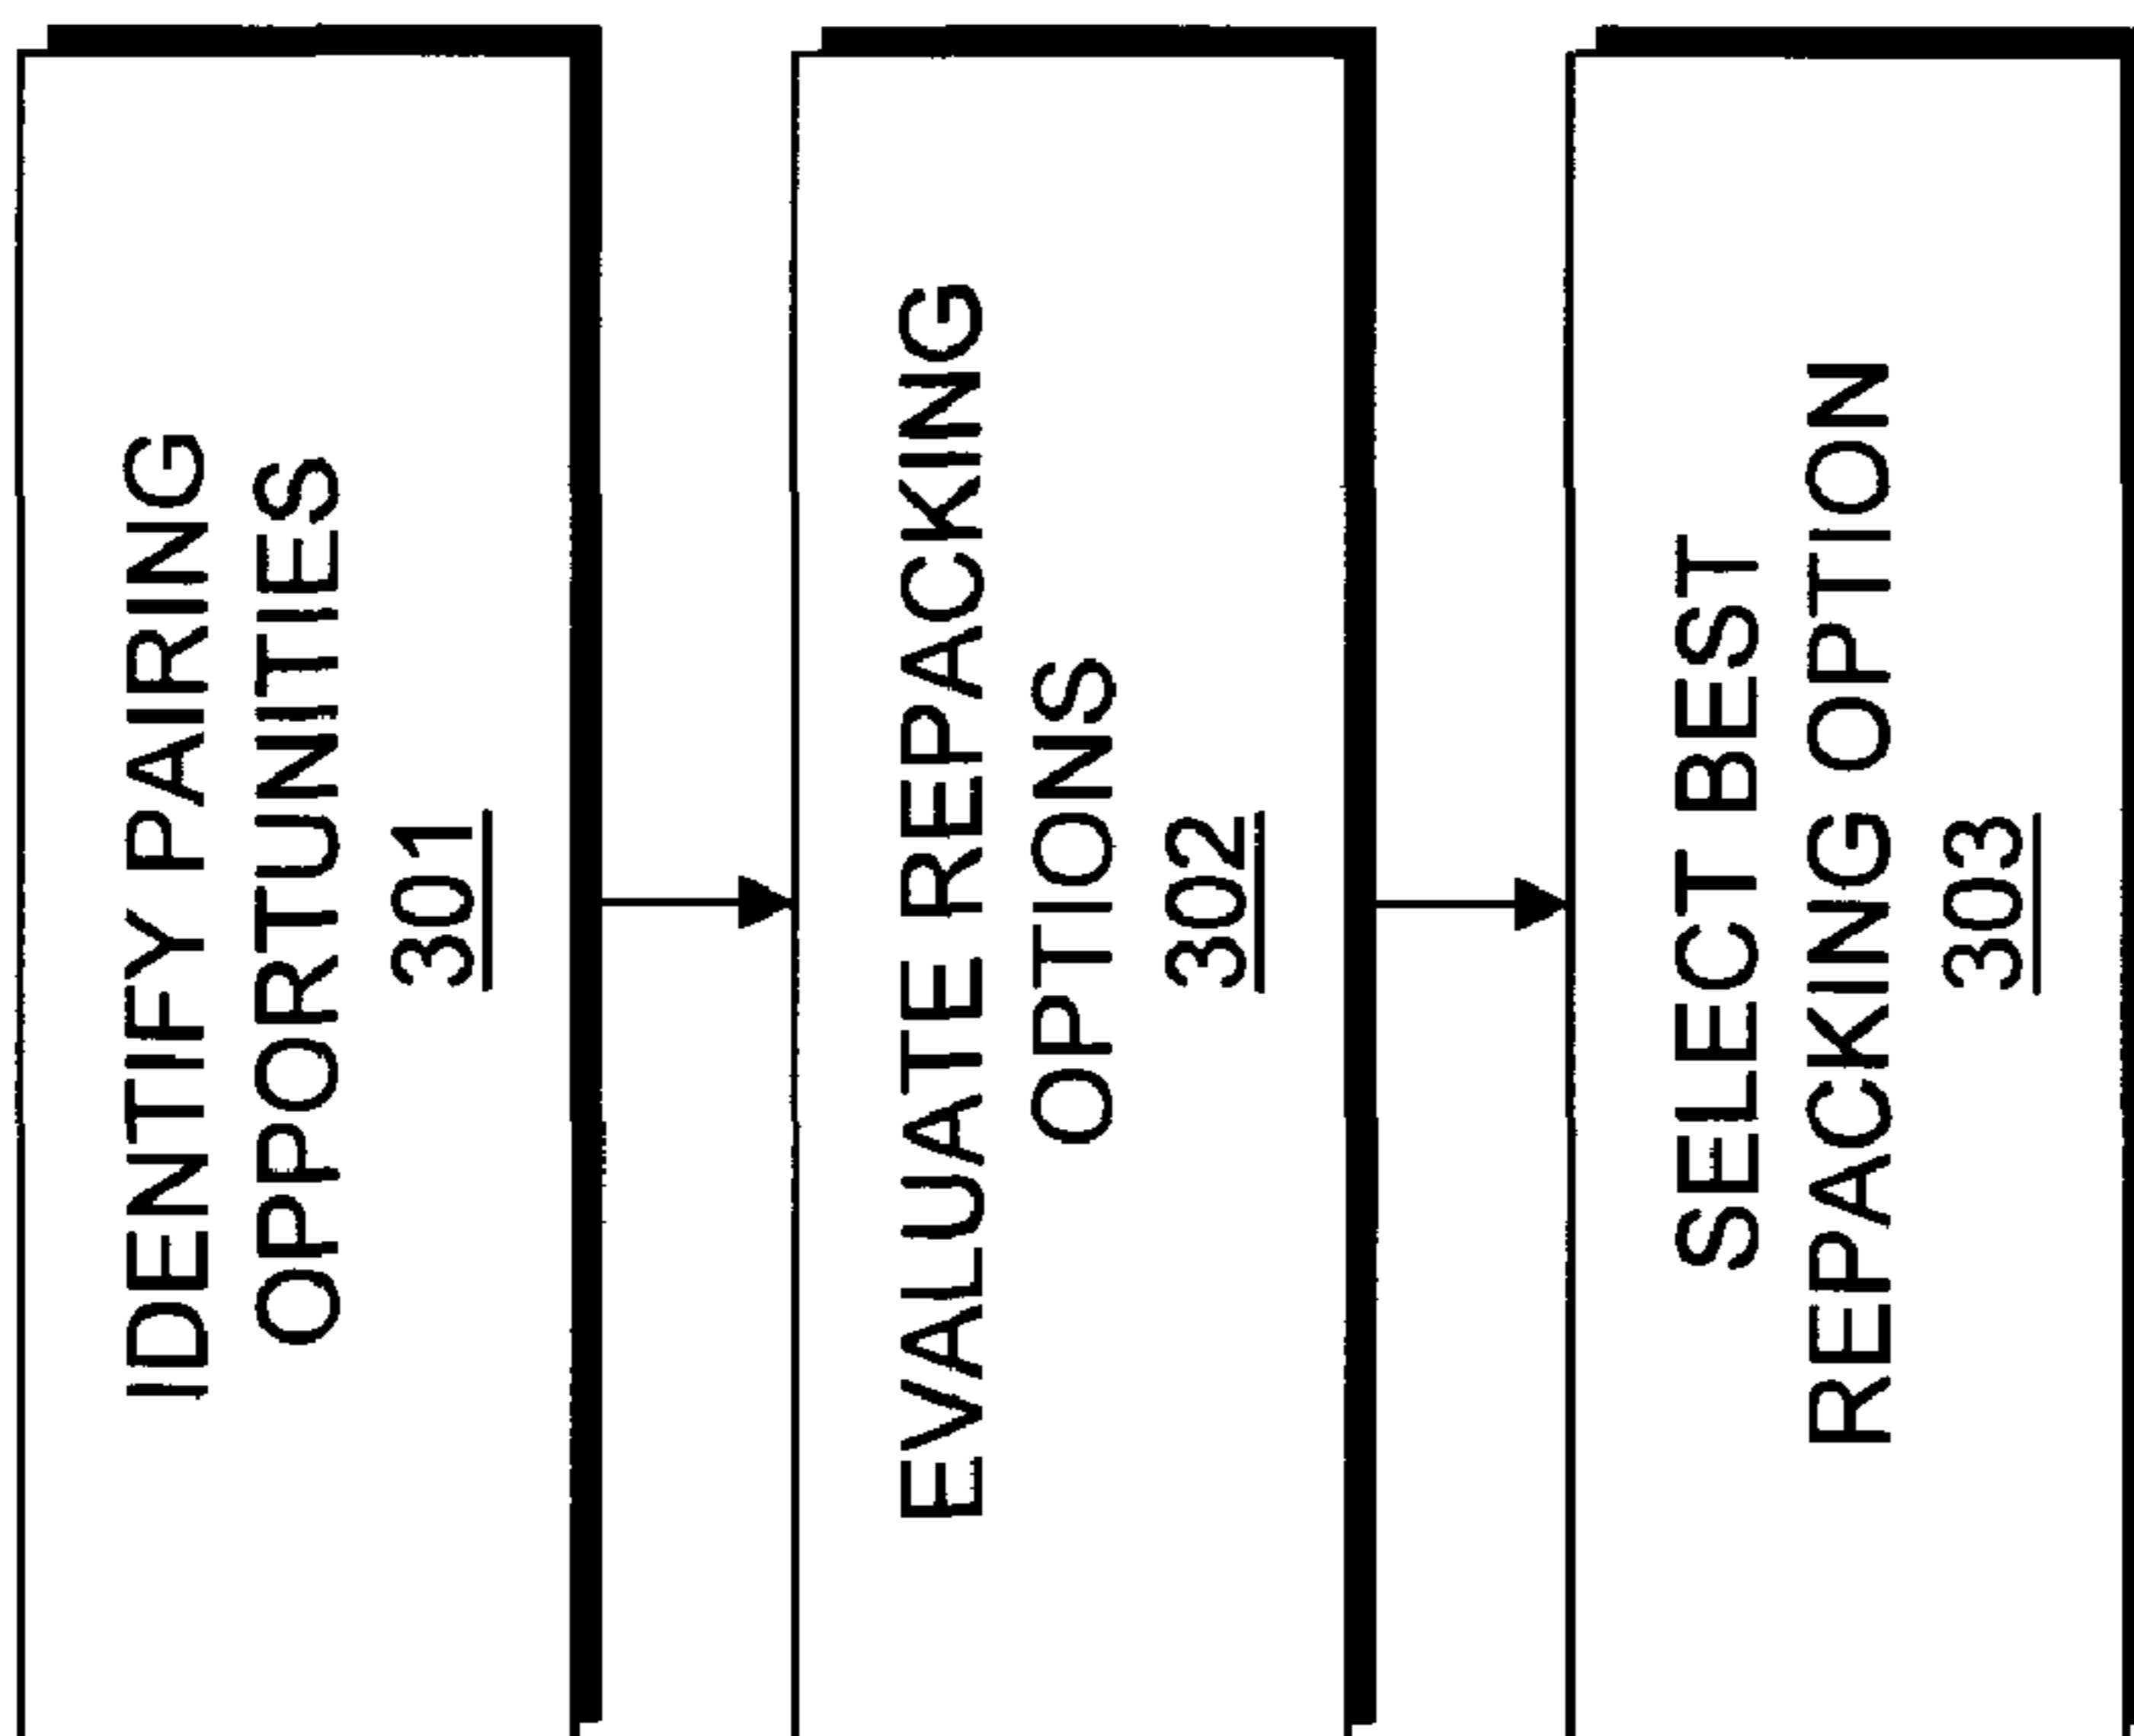 IDENTIFY PAIRING
OPPORTUNITIES
301
EVALUATE REPACKING
OPTIONS
302
SELECT BEST
REPACKING OPTION
303